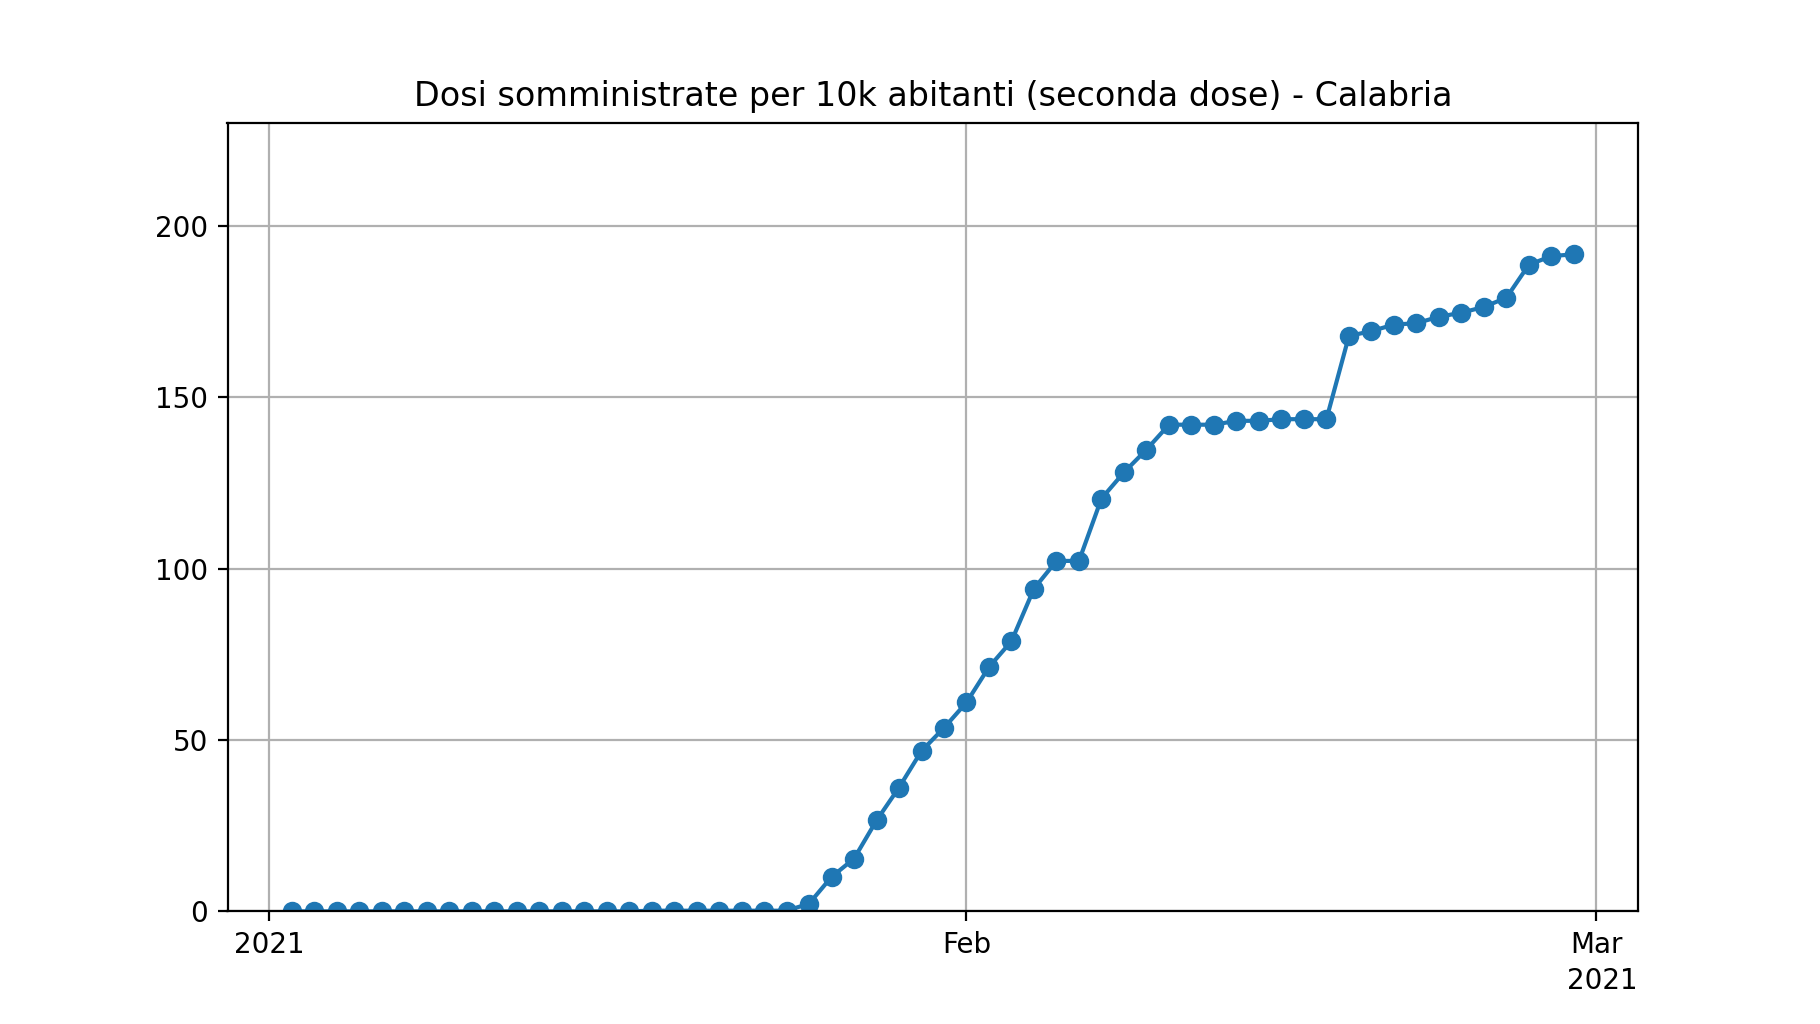 Dosi somministrate per 10k abitanti (seconda dose) - Calabria
200
150
100
50
0
2021
Feb
Mar
2021